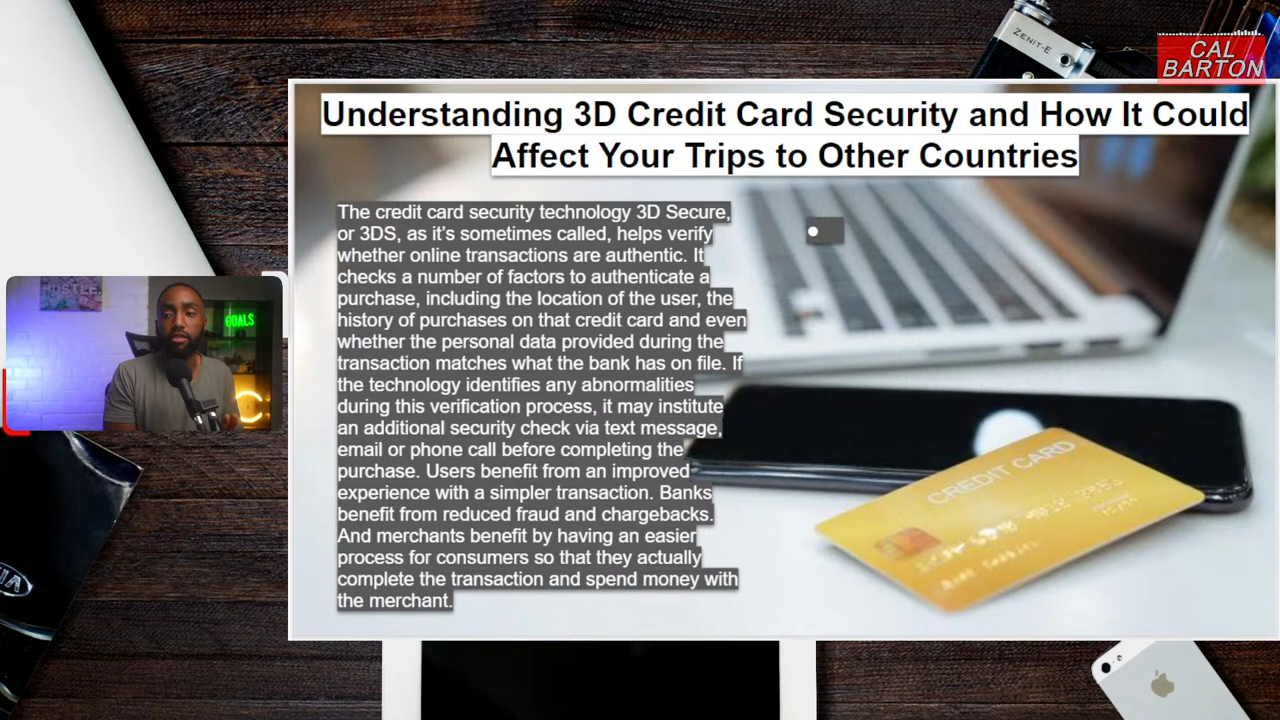 ZENIT-E
CAL
BARTON
Understanding 3D Credit Card Security and How It Could
Affect Your Trips to Other Countries
The credit card security technology 3D Secure,
or 3DS, as it's sometimes called, helps verify
whether online transactions are authentic. It
checks a number of factors to authenticate a
purchase, including the location of the user, the
history of purchases on that credit card and even
whether the personal data provided during the
transaction matches what the bank has on file. If
the technology identifies any abnormalities
during this verification process, it may institute
an additional security check via text message,
email or phone call before completing the
purchase. Users benefit from an improved
experience with a simpler transaction. Banks
benefit from reduced fraud and chargebacks.
And merchants benefit by having an easier
process for consumers so that they actually
complete the transaction and spend money with
the merchant.
HUSTLE
GOALS
CREDIT CARD